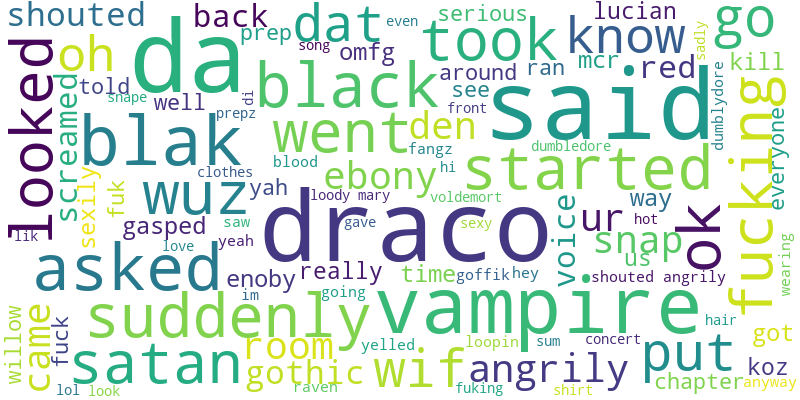 shouted
back
dat
even
serious
lucian
go
da
prep
song
omfg
took
know
sadly
looked
oh
told
screamed
snape
well
di
prepz
black
around
ran
mcr
red
kill
see
front
said
dumblydore
fucking
everyone
blak
went
den
fangz
hi
dumbledore
started
blood
clothes
wuz
yah
ebony
sexily
fuk
loody mary
voldemort
way
ur
ok
gasped
saw
yeah
love
gave
draco
sexy
voice
hot
snap
us
lik
asked
enoby
really
time
goffik
hey
shouted angrily
wearing
im
going
vampire
suddenly
hair
willow
came
fuck
satan
room
gothic
yelled
wif
loopin
sum
concert
angrily
put
got
koz
chapter
anyway
lol
look
raven
fuking
shirt